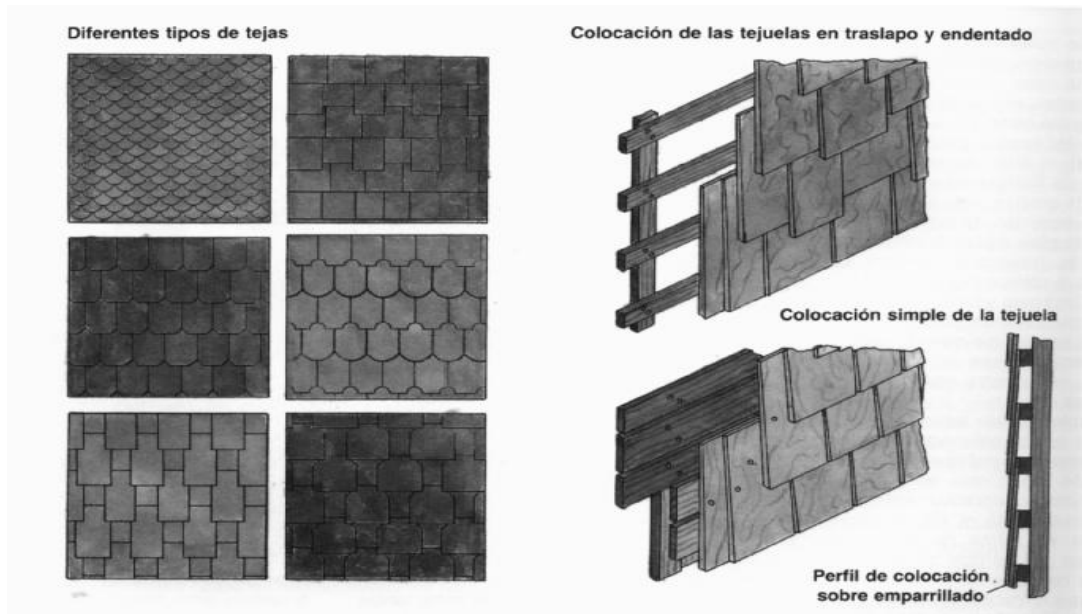 Diferentes tipos de tejas
Colocación de las tejuelas en traslapo y endentado
Colocación simple de la tejuela
Perfil de colocación
sobre emparrillado